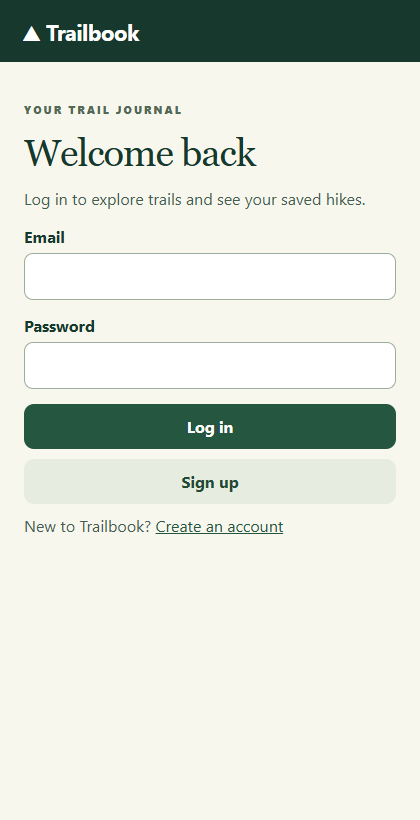 Trailbook
YOUR TRAIL JOURNAL
Welcome back
Log in to explore trails and see your saved hikes.
Email
Password
Log in
Sign up
New to Trailbook? Create an account